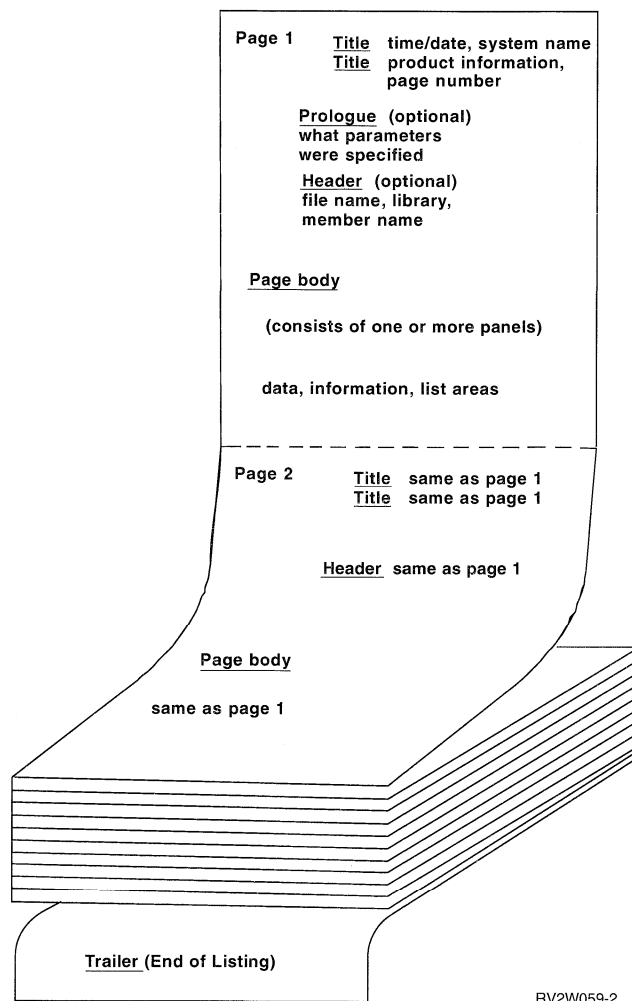 Page 1
Title time/date, system name
Title product information,
page number
Prologue (optional)
what parameters
were specified
Header (optional)
file name, library,
member name
Page body
(consists of one or more panels)
data, information, list areas
Page 2
Title same as page 1
Title same as page 1
Header same as page 1
Page body
same as page 1
Trailer (End of Listing)
RV2W059-2